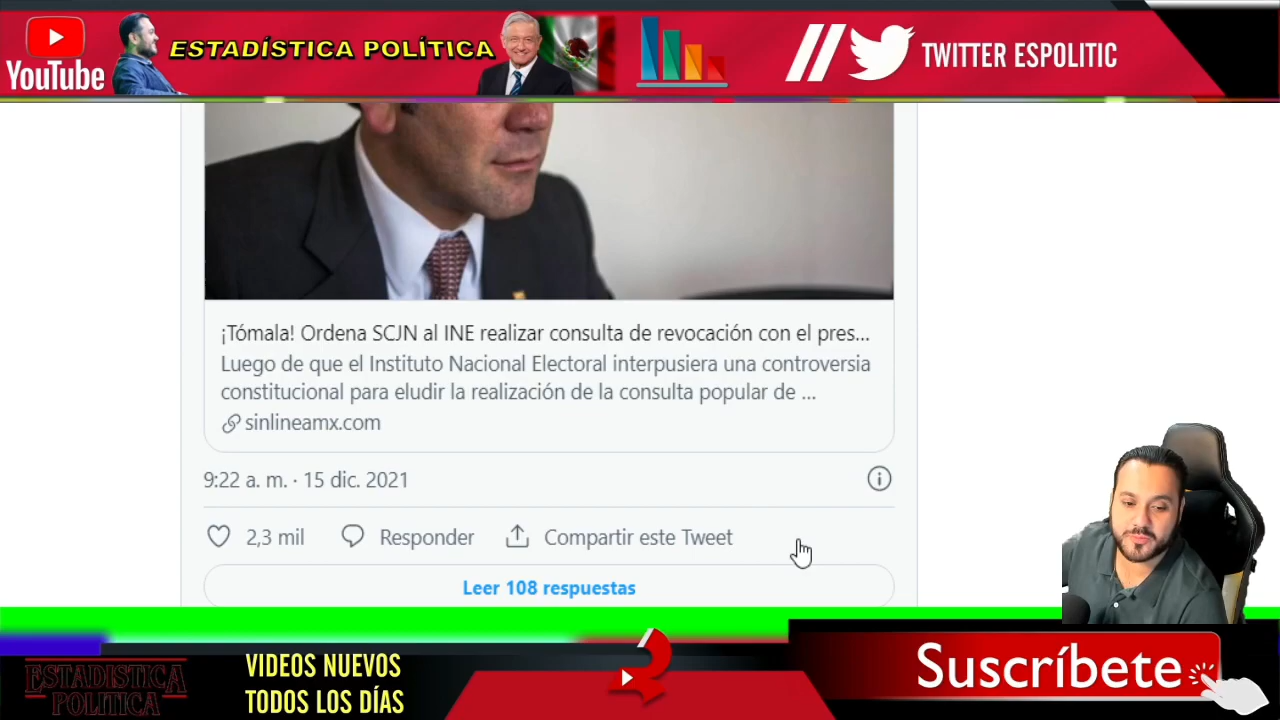 YouTube
ESTADÍSTICA POLÍTICA
TWITTER ESPOLITIC
¡Tómala! Ordena SCJN al INE realizar consulta de revocación con el pres...
Luego de que el Instituto Nacional Electoral interpusiera una controversia
constitucional para eludir la realización de la consulta popular de ...
sinlineamx.com
9:22 a. m. · 15 dic. 2021
2,3 mil
Responder
Compartir este Tweet
Leer 108 respuestas
ESTADISTICA
POLITICA
VIDEOS NUEVOS
TODOS LOS DÍAS
Suscríbete